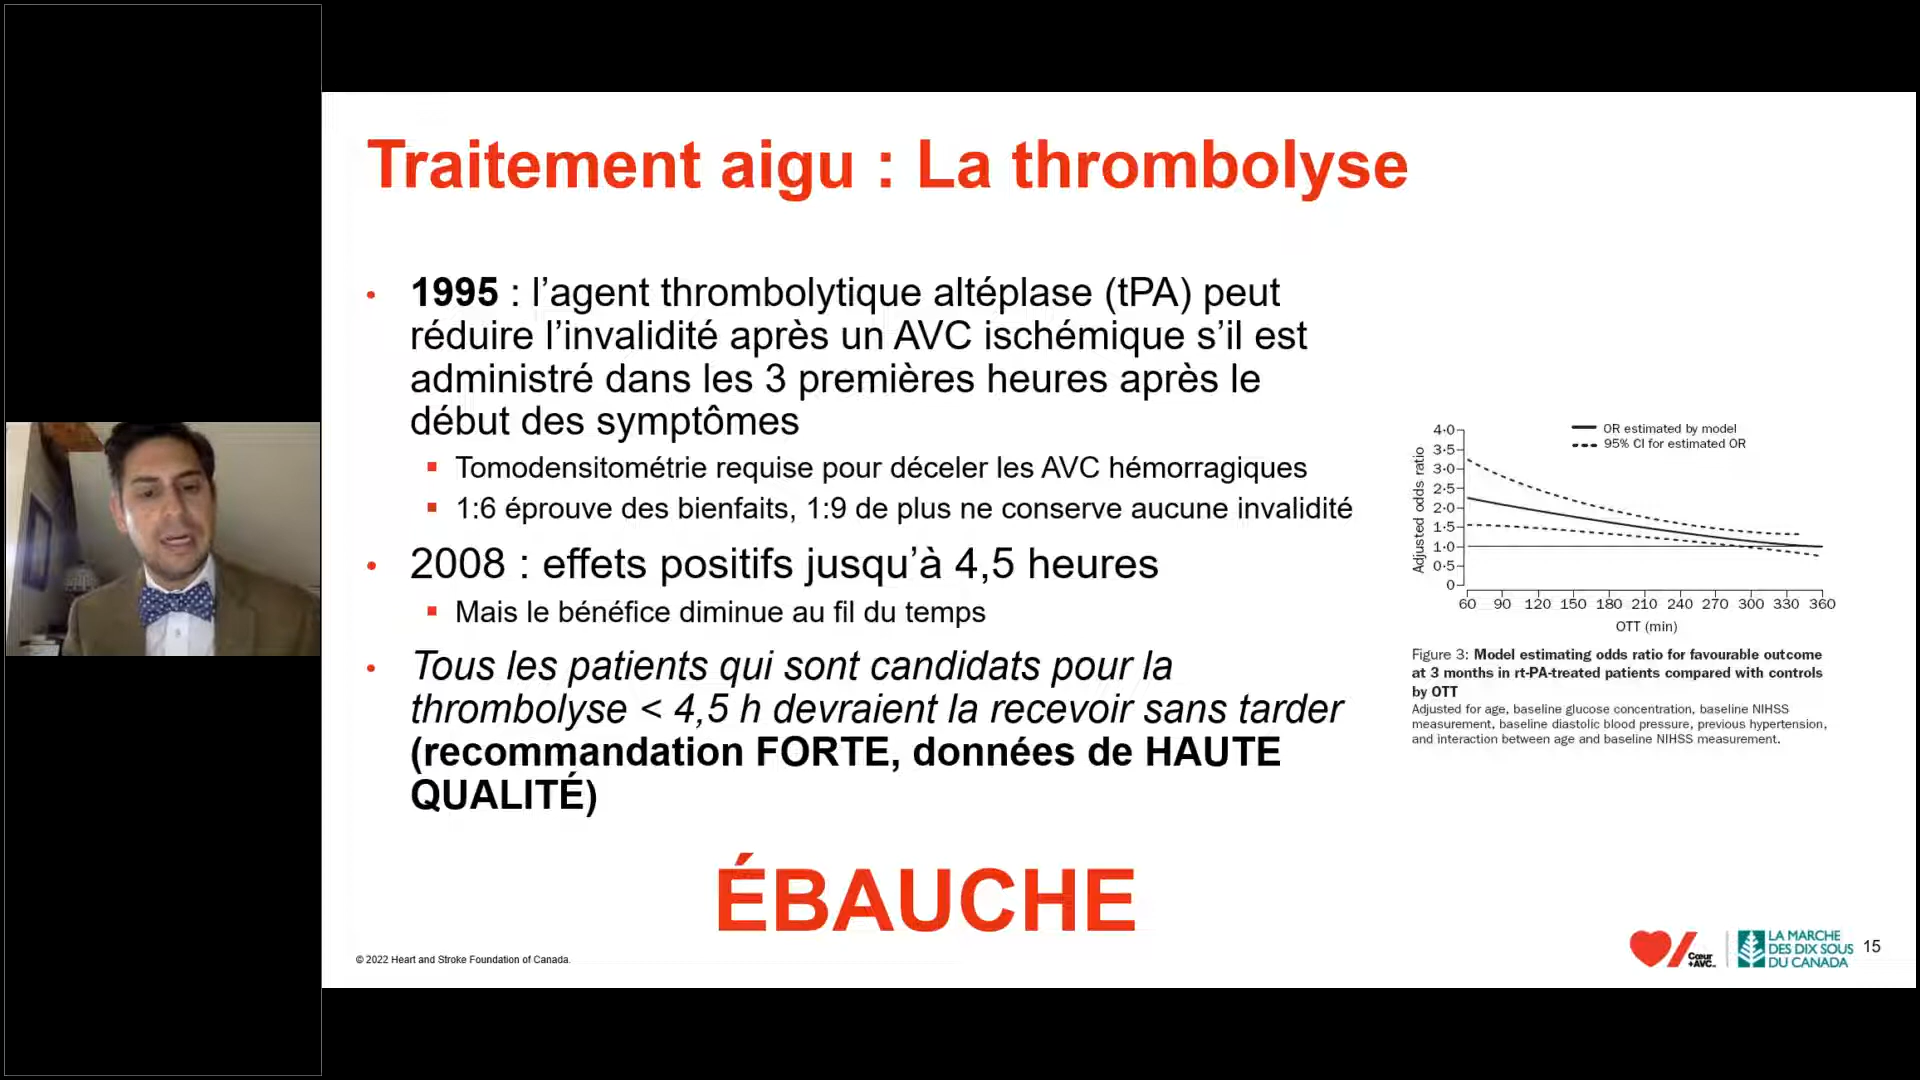 Traitement aigu : La thrombolyse
• 1995 : l’agent thrombolytique altéplase (tPA) peut
réduire l’invalidité après un AVC ischémique s’il est
administré dans les 3 premières heures après le
début des symptômes
▪ Tomodensitométrie requise pour déceler les AVC hémorragiques
▪ 1:6 éprouve des bienfaits, 1:9 de plus ne conserve aucune invalidité
• 2008 : effets positifs jusqu’à 4,5 heures
▪ Mais le bénéfice diminue au fil du temps
• Tous les patients qui sont candidats pour la
thrombolyse < 4,5 h devraient la recevoir sans tarder
(recommandation FORTE, données de HAUTE
QUALITÉ)
OR estimated by model
95% CI for estimated OR
Adjusted odds ratio
4·0
3·5
3·0
2·5
2·0
1·5
1·0
0·5
0
60 90 120 150 180 210 240 270 300 330 360
OTT (min)
Figure 3: Model estimating odds ratio for favourable outcome
at 3 months in rt-PA-treated patients compared with controls
by OTT
Adjusted for age, baseline glucose concentration, baseline NIHSS
measurement, baseline diastolic blood pressure, previous hypertension,
and interaction between age and baseline NIHSS measurement.
ÉBAUCHE
© 2022 Heart and Stroke Foundation of Canada.
Cœur
+AVC™
LA MARCHE
DES DIX SOUS
DU CANADA
15